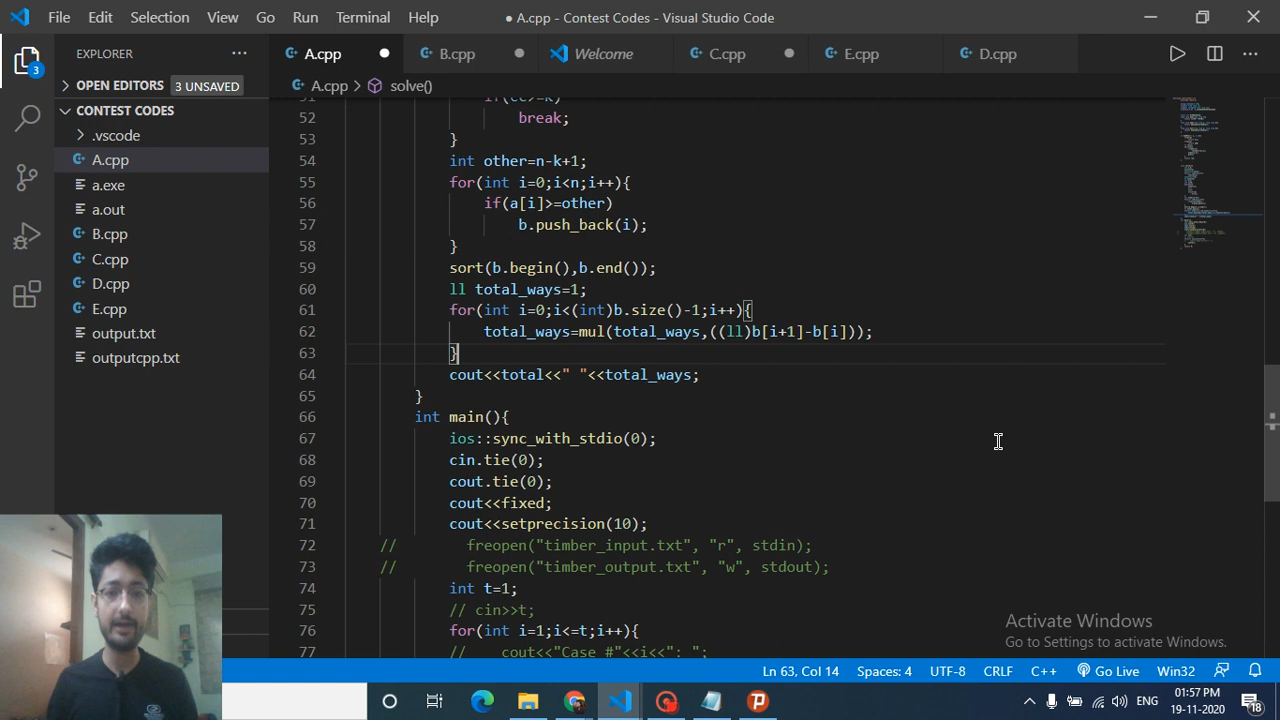 File Edit Selection View Go Run Terminal Help ● A.cpp - Contest Codes - Visual Studio Code
EXPLORER ···
A.cpp B.cpp Welcome C.cpp E.cpp D.cpp
OPEN EDITORS 3 UNSAVED
A.cpp > solve()
CONTEST CODES
.vscode
A.cpp
a.exe
a.out
B.cpp
C.cpp
D.cpp
E.cpp
output.txt
outputcpp.txt
3
51 if(cc>=k)
52 break;
53 }
54 int other=n-k+1;
55 for(int i=0;i<n;i++){
56 if(a[i]>=other)
57 b.push_back(i);
58 }
59 sort(b.begin(),b.end());
60 ll total_ways=1;
61 for(int i=0;i<(int)b.size()-1;i++){
62 total_ways=mul(total_ways,((ll)b[i+1]-b[i]));
63 }
64 cout<<total<<" "<<total_ways;
65 }
66 int main(){
67 ios::sync_with_stdio(0);
68 cin.tie(0);
69 cout.tie(0);
70 cout<<fixed;
71 cout<<setprecision(10);
72 // freopen("timber_input.txt", "r", stdin);
73 // freopen("timber_output.txt", "w", stdout);
74 int t=1;
75 // cin>>t;
76 for(int i=1;i<=t;i++){
77 // cout<<"Case #"<<i<<": ";
Activate Windows
Go to Settings to activate Windows.
Ln 63, Col 14 Spaces: 4 UTF-8 CRLF C++ Go Live Win32
ENG 01:57 PM
19-11-2020 18